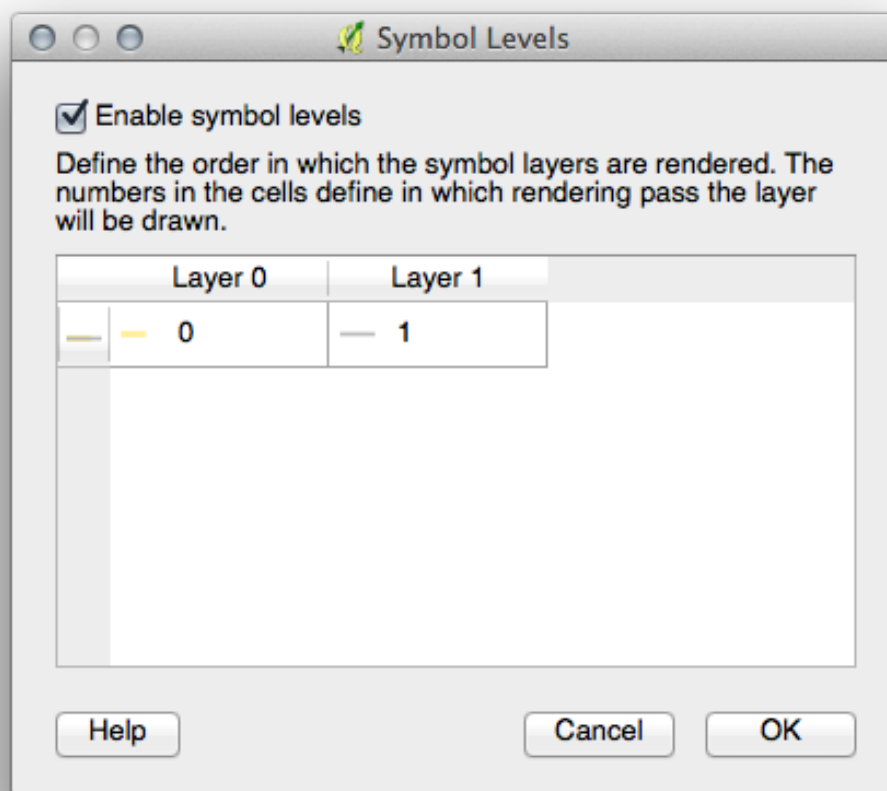 Symbol Levels
Enable symbol levels
Define the order in which the symbol layers are rendered. The
numbers in the cells define in which rendering pass the layer
will be drawn.
Layer 0 Layer 1
0 1
Help Cancel OK